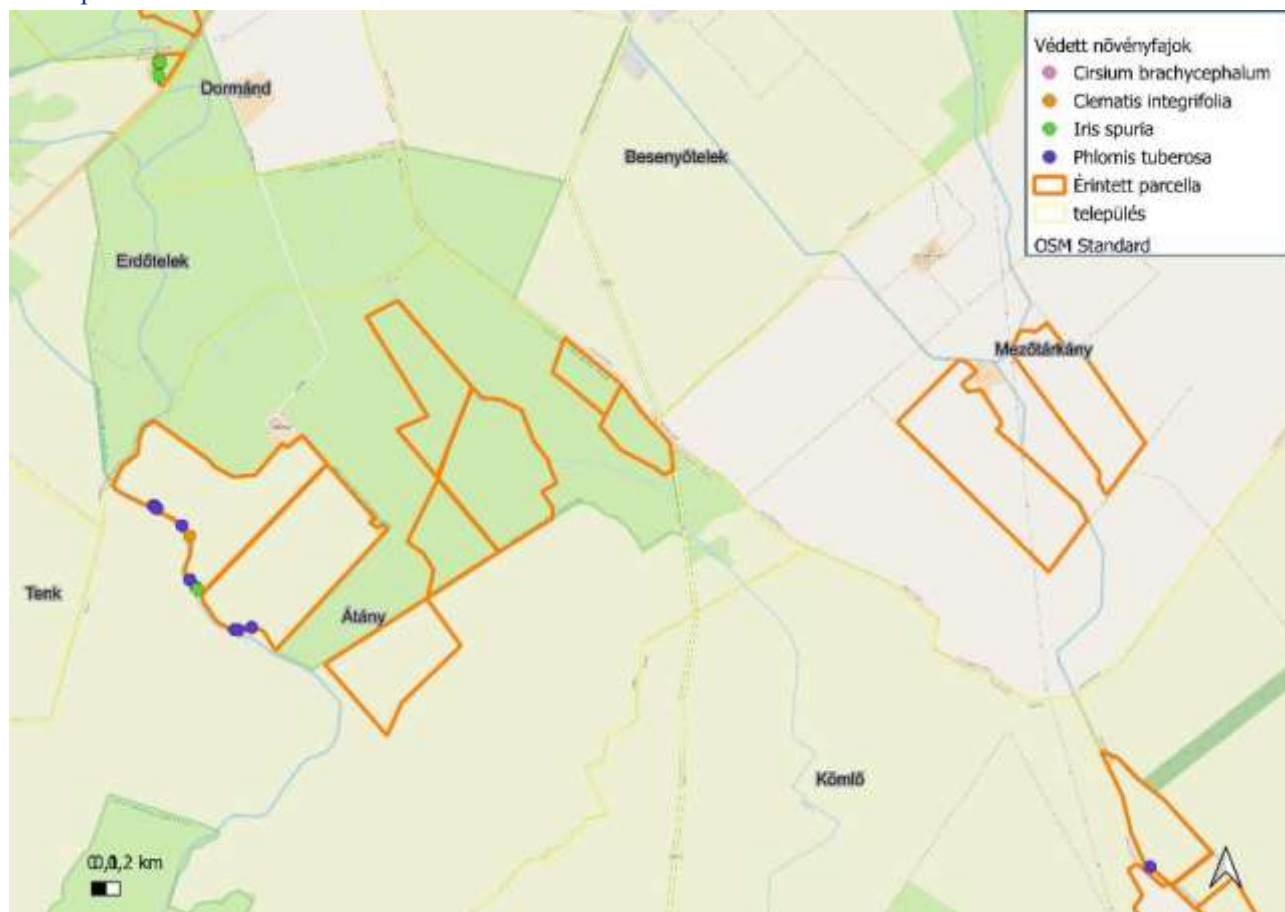 Védett növényfajok
Cirsium brachycephalum
Clematis integrifolia
Iris spuria
Phlomis tuberosa
Érintett parcella
település
OSM Standard
Dormánd
Besenyőtelek
Erdőtelek
Mezőtárkány
Tenk
Átány
Kömlő